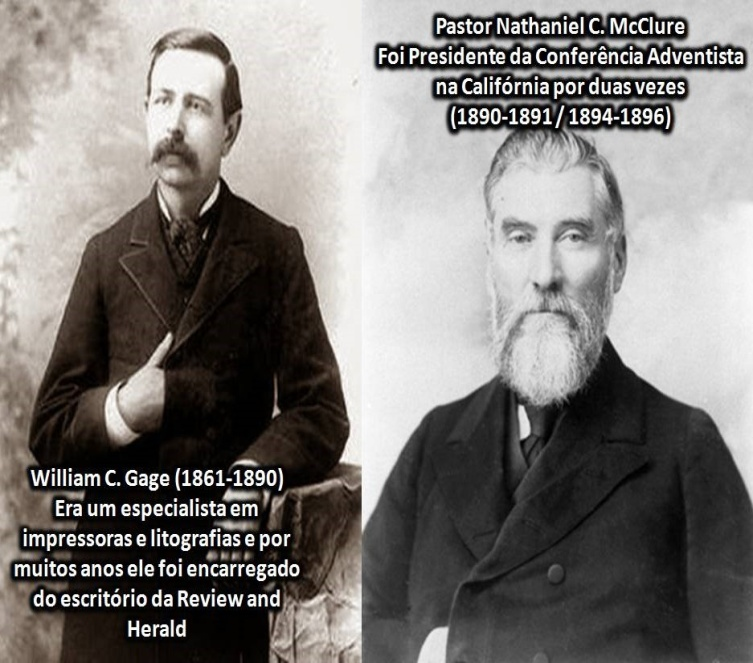 William C. Gage (1861-1890)
Era um especialista em
impressoras e litografias e por
muitos anos ele foi encarregado
do escritório da Review and
Herald
Pastor Nathaniel C. McClure
Foi Presidente da Conferência Adventista
na Califórnia por duas vezes
(1890-1891 / 1894-1896)